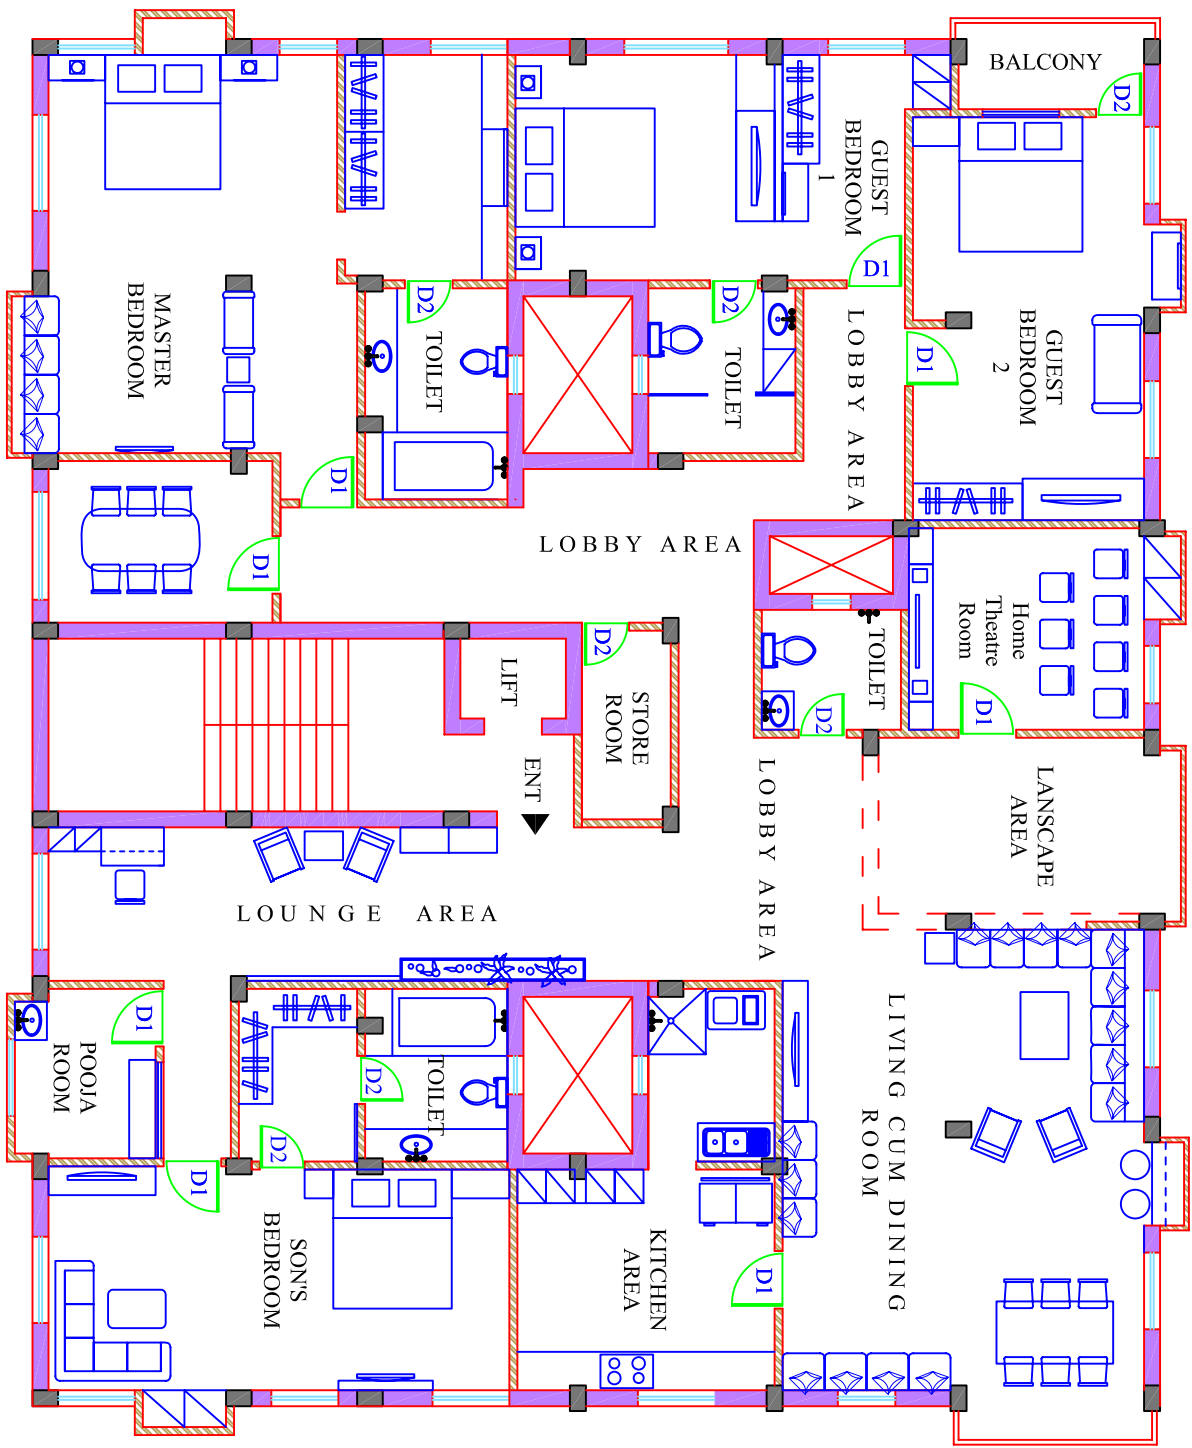 BALCONY
D2
GUEST
BEDROOM
1
D1
GUEST
BEDROOM
2
D1
MASTER
BEDROOM
D2
TOILET
D2
TOILET
LOBBY AREA
D1
D1
LOBBY AREA
Home
Theatre
Room
D1
TOILET
D2
LIFT
D2
STORE
ROOM
ENT
LOBBY AREA
LANSCAPE
AREA
LOUNGE AREA
D1
POOJA
ROOM
D2
TOILET
D2
D1
SON'S
BEDROOM
KITCHEN
AREA
D1
LIVING CUM DINING
ROOM